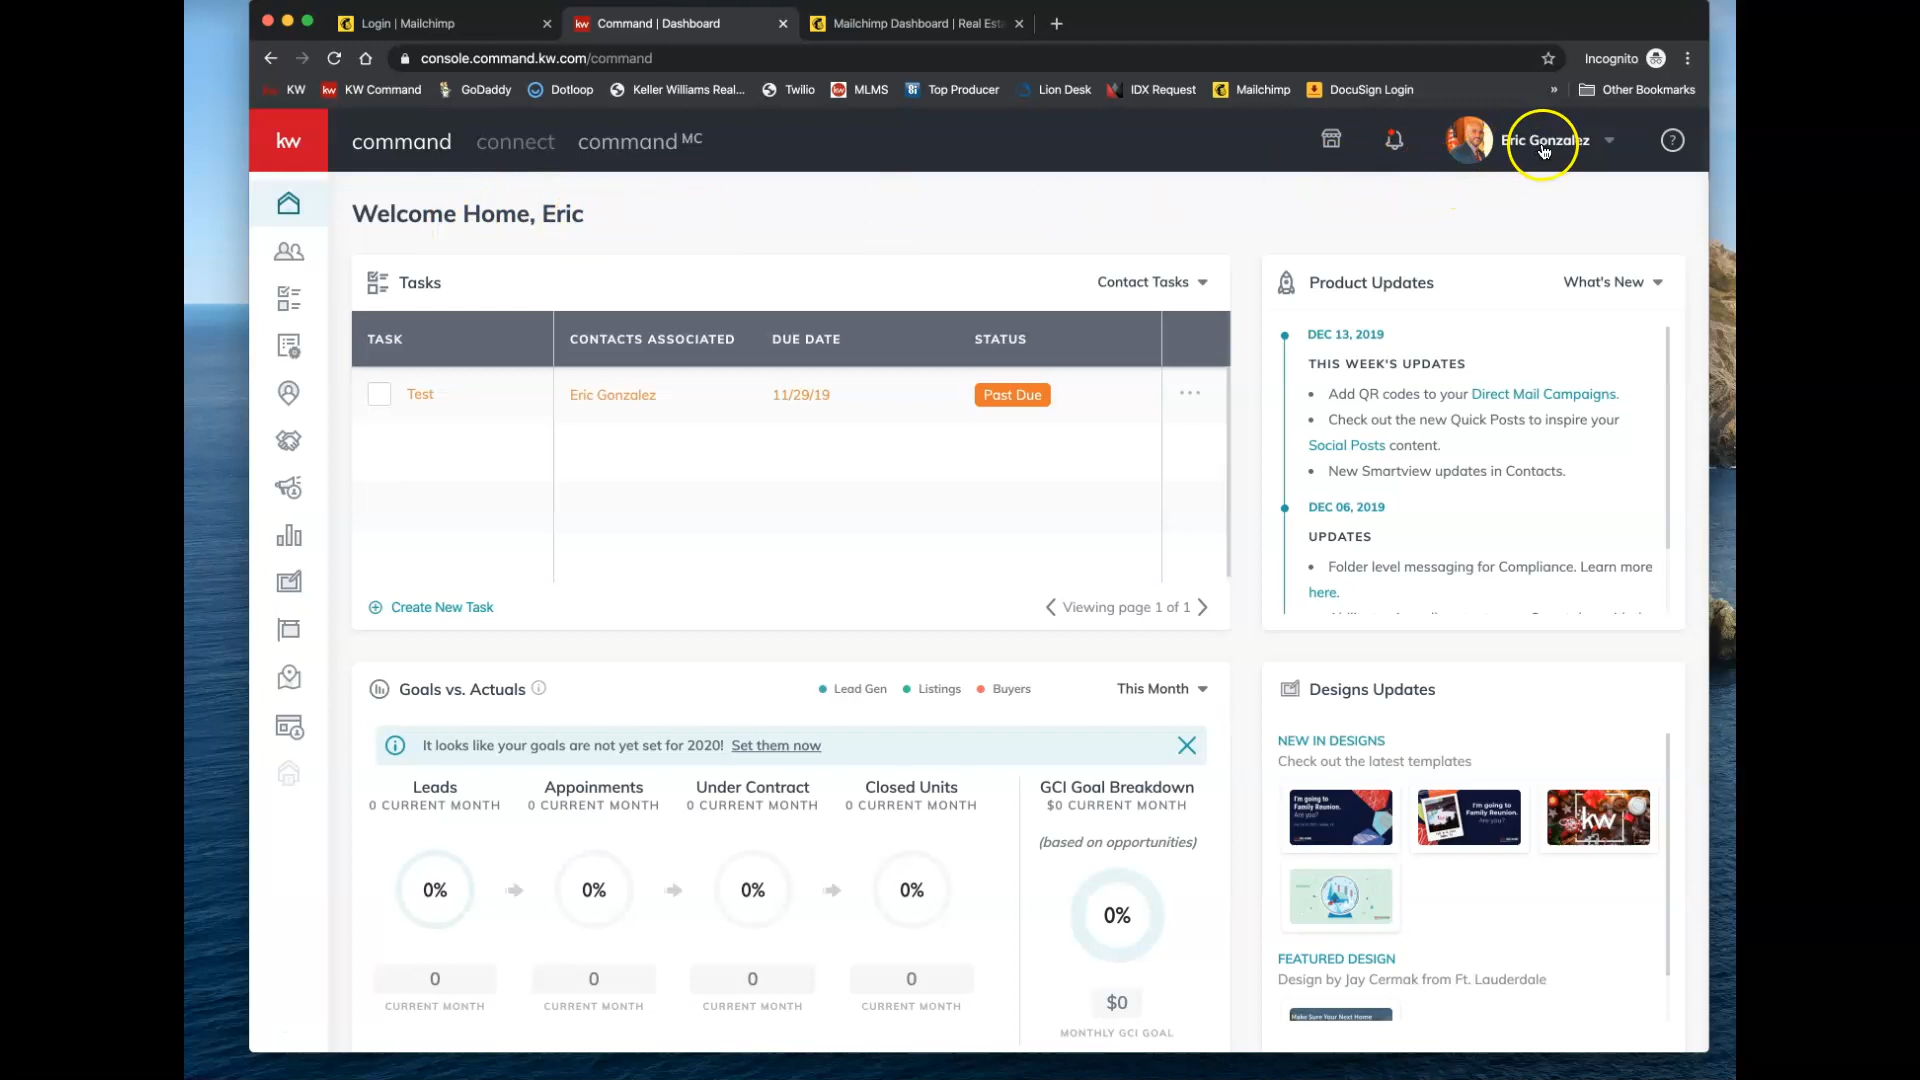 Login | Mailchimp
kw Command | Dashboard
Mailchimp Dashboard | Real Est
console.command.kw.com/command
Incognito
KW
kw KW Command
GoDaddy
Dotloop
Keller Williams Real...
Twilio
MLMS
Top Producer
Lion Desk
IDX Request
Mailchimp
DocuSign Login
»
Other Bookmarks
kw
command
connect
command MC
Eric Gonzalez
?
Welcome Home, Eric
Tasks
Contact Tasks
TASK
CONTACTS ASSOCIATED
DUE DATE
STATUS
Test
Eric Gonzalez
11/29/19
Past Due
Create New Task
Viewing page 1 of 1
Product Updates
What's New
DEC 13, 2019
THIS WEEK'S UPDATES
• Add QR codes to your Direct Mail Campaigns.
• Check out the new Quick Posts to inspire your
Social Posts content.
• New Smartview updates in Contacts.
DEC 06, 2019
UPDATES
• Folder level messaging for Compliance. Learn more
here.
Goals vs. Actuals
Lead Gen
Listings
Buyers
This Month
It looks like your goals are not yet set for 2020! Set them now
Leads
0 CURRENT MONTH
Appoinments
0 CURRENT MONTH
Under Contract
0 CURRENT MONTH
Closed Units
0 CURRENT MONTH
GCI Goal Breakdown
$0 CURRENT MONTH
(based on opportunities)
0%
0%
0%
0%
0%
0
CURRENT MONTH
0
CURRENT MONTH
0
CURRENT MONTH
0
CURRENT MONTH
$0
MONTHLY GCI GOAL
Designs Updates
NEW IN DESIGNS
Check out the latest templates
I'm going to
Family Reunion.
Are you?
I'm going to
Family Reunion.
Are you?
kw
FEATURED DESIGN
Design by Jay Cermak from Ft. Lauderdale
Make Sure Your Next Home